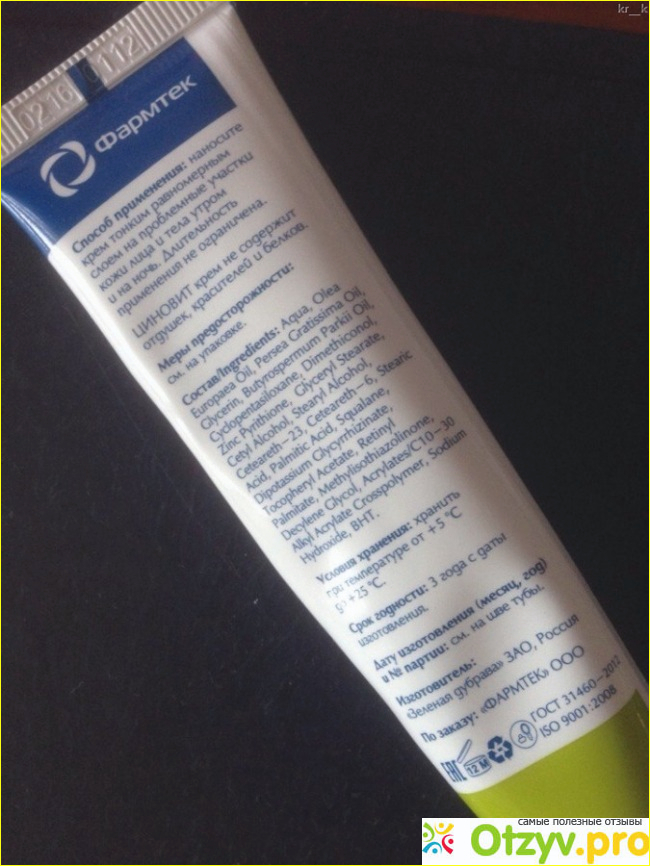 kr__k
0216 0112
Фармтек
Способ применения: наносите
крем тонким равномерным
слоем на проблемные участки
кожи лица и тела утром
и на ночь. Длительность
применения не ограничена.
ЦИНОВИТ крем не содержит
отдушек, красителей и белков.
Меры предосторожности:
см. на упаковке.
Состав/Ingredients: Aqua, Olea
Europaea Oil, Persea Gratissima Oil,
Glycerin, Butyrospermum Parkii Oil,
Cyclopentasiloxane, Dimethiconol,
Zinc Pyrithione, Glyceryl Stearate,
Cetyl Alcohol, Stearyl Alcohol,
Ceteareth-23, Ceteareth-6, Stearic
Acid, Palmitic Acid, Squalane,
Dipotassium Glycyrrhizinate,
Tocopheryl Acetate, Retinyl
Palmitate, Methylisothiazolinone,
Decylene Glycol, Acrylates/C10-30
Alkyl Acrylate Crosspolymer, Sodium
Hydroxide, BHT.
Условия хранения: хранить
при температуре от +5 °C
до +25 °C.
Срок годности: 3 года с даты
изготовления.
Дату изготовления (месяц, год)
и № партии: см. на шве тубы.
Изготовитель:
«Зеленая дубрава» ЗАО, Россия
По заказу: «ФАРМТЕК» ООО
ГОСТ 31460-2012
EAC 12 M ISO 9001:2008
самые полезные отзывы
Otzyv.pro